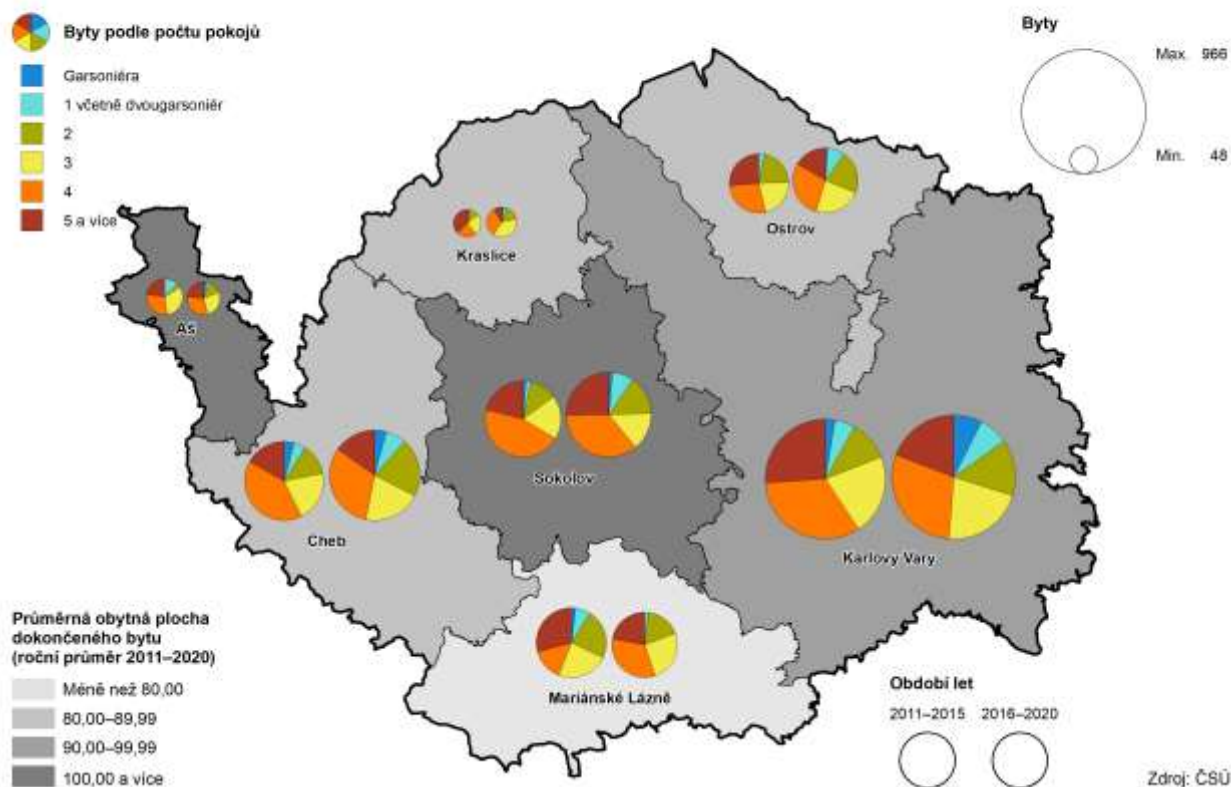 Byty podle počtu pokojů
Garsoniéra
1 včetně dvougarsoniér
2
3
4
5 a více
Byty
Max. 966
Min. 48
Ostrov
Kraslice
Aš
Sokolov
Cheb
Karlovy Vary
Mariánské Lázně
Průměrná obytná plocha
dokončeného bytu
(roční průměr 2011–2020)
Méně než 80,00
80,00–89,99
90,00–99,99
100,00 a více
Období let
2011–2015 2016–2020
Zdroj: ČSÚ